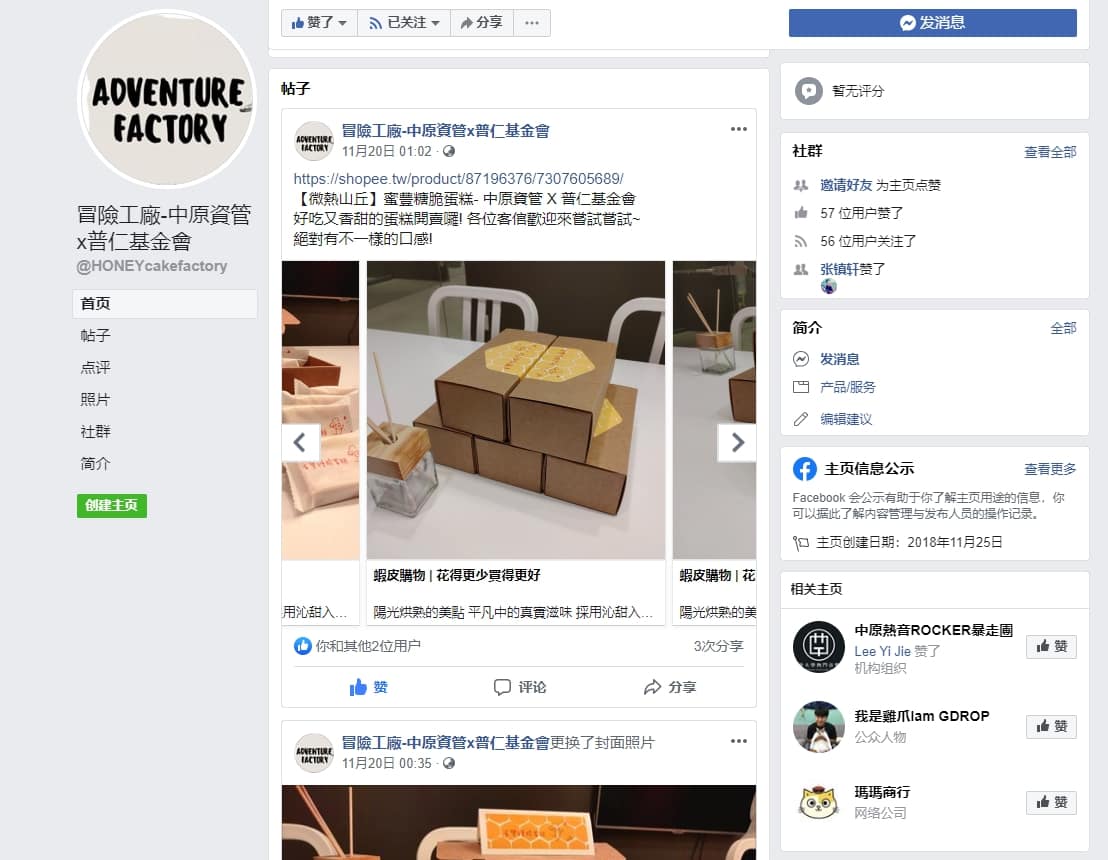 ADVENTURE
FACTORY
冒險工廠-中原資管
x普仁基金會
@HONEYcakefactory
首页
帖子
点评
照片
社群
简介
创建主页
赞了
已关注
分享
发消息
帖子
冒險工廠-中原資管x普仁基金會
11月20日 01:02
https://shopee.tw/product/87196376/7307605689/
【微熱山丘】蜜豐糖脆蛋糕- 中原資管 X 普仁基金會
好吃又香甜的蛋糕開賣囉! 各位客倌歡迎來嘗試嘗試~
絕對有不一樣的口感!
蝦皮購物 | 花得更少買得更好
蝦皮購物 | 花
用沁甜入...
陽光烘熟的美點 平凡中的真實滋味 採用沁甜入...
陽光烘熟的美
你和其他2位用户
3次分享
赞
评论
分享
ADVENTURE
FACTORY
冒險工廠-中原資管x普仁基金會更换了封面照片
11月20日 00:35
暂无评分
社群
查看全部
邀请好友 为主页点赞
57 位用户赞了
56 位用户关注了
张镇轩赞了
简介
全部
发消息
产品/服务
编辑建议
主页信息公示
查看更多
Facebook 会公示有助于你了解主页用途的信息，你
可以据此了解内容管理与发布人员的操作记录。
主页创建日期：2018年11月25日
相关主页
中原熱音ROCKER暴走團
Lee Yi Jie 赞了
机构组织
赞
我是雞爪Iam GDROP
公众人物
赞
瑪瑪商行
网络公司
赞